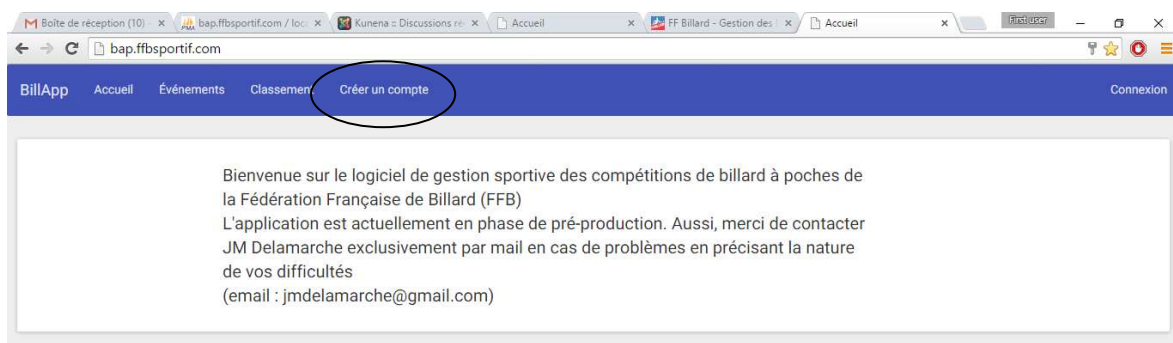 Boîte de réception (10) - bap.ffbsportif.com / loc Kunena :: Discussions ré Accueil FF Billard - Gestion des Accueil First user
bap.ffbsportif.com
BillApp Accueil Événements Classement Créer un compte Connexion
Bienvenue sur le logiciel de gestion sportive des compétitions de billard à poches de
la Fédération Française de Billard (FFB)
L'application est actuellement en phase de pré-production. Aussi, merci de contacter
JM Delamarche exclusivement par mail en cas de problèmes en précisant la nature
de vos difficultés
(email : jmdelamarche@gmail.com)